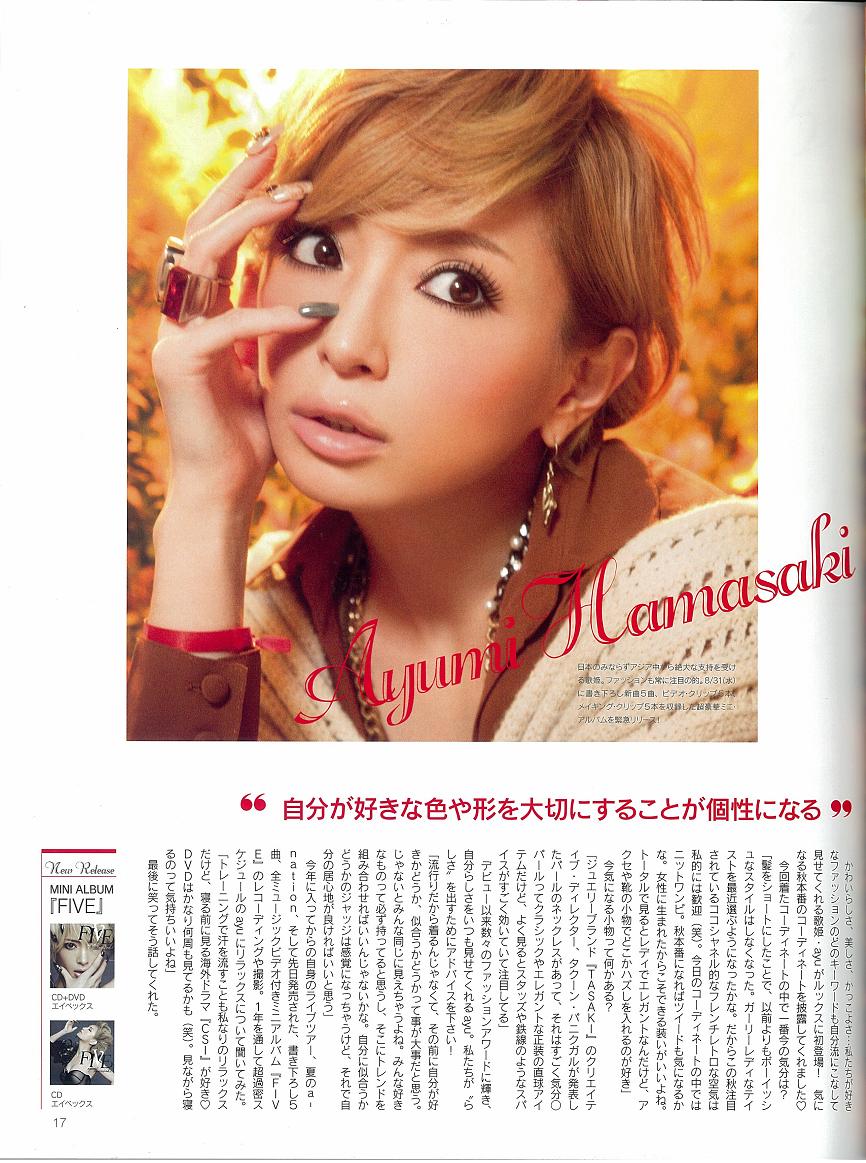 Ayumi Hamasaki
日本のみならずアジア中から絶大な支持を受け
る歌姫。ファッションも常に注目の的。8/31(水)
に書き下ろし新曲5曲、ビデオ・クリップ5本、
メイキング・クリップ5本を収録した超豪華ミニ・
アルバムを緊急リリース!
“自分が好きな色や形を大切にすることが個性になる”
かわいらしさ、美しさ、かっこよさ…私たちが好き
なファッションのどのキーワードも自分流にこなして
見せてくれる歌姫・ayuがルックスに初登場! 気に
なる秋本番のコーディネートを披露してくれました♡
今回着たコーディネートの中で一番今の気分は?
「髪をショートにしたことで、以前よりもボーイッシ
ュなスタイルはしなくなった。ガーリーレディなテイ
ストを最近選ぶようになったかな。だからこの秋注目
されているココシャネル的なフレンチレトロな空気は
私的には歓迎(笑)。今日のコーディネートの中では
ニットワンピ。秋本番になればツイードも気になるか
な。女性に生まれたからこそできる装いがいいよね。
トータルで見るとレディでエレガントなんだけど、ア
クセや靴の小物でどこかハズしを入れるのが好き」
今気になる小物って何かある?
「ジュエリーブランド『TASAKI』のクリエイテ
イブ・ディレクター、タクーン・パニクガルが発表し
たパールのネックレスがあって、それはすごく気分○
パールってクラシックやエレガントな正装の直球アイ
テムだけど、よく見るとスタッズや鉄線のようなスパ
イスがすごく効いていて注目してる」
デビュー以来数々のファッションアワードに輝き、
自分らしさをいつも見せてくれるayu。私たちが〝ら
しさ〟を出すためにアドバイスを下さい!
「流行りだから着るんじゃなくて、その前に自分が好
きかどうか、似合うかどうかって事が大事だと思う。
じゃないとみんな同じに見えちゃうよね。みんな好き
なものって必ず持ってると思うし、そこにトレンドを
組み合わせればいいんじゃないかな。自分に似合うか
どうかのジャッジは感覚になっちゃうけど、それで自
分の居心地が良ければいいと思う」
今年に入ってからの自身のライブツアー、夏のa-
nation、そして先日発売された、書き下ろし5
曲、全ミュージックビデオ付きミニアルバム『FIV
E』のレコーディングや撮影。1年を通して超過密ス
ケジュールのayuにリラックスについて聞いてみた。
「トレーニングで汗を流すことも私なりのリラックス
だけど、寝る前に見る海外ドラマ『CSI』が好き♡
DVDはかなり何周も見てるかも(笑)。見ながら寝
るのって気持ちいいよね」
最後に笑ってそう話してくれた。
New Release
MINI ALBUM
『FIVE』
FIVE
CD+DVD
エイベックス
FIVE
CD
エイベックス
17